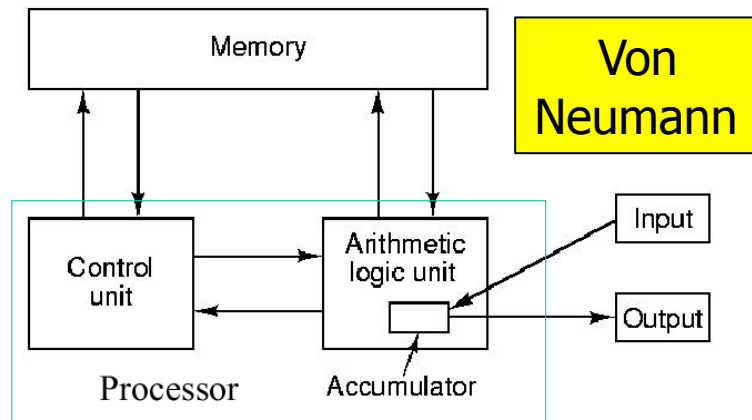 Memory
Von
Neumann
Control
unit
Arithmetic
logic unit
Input
Output
Processor
Accumulator